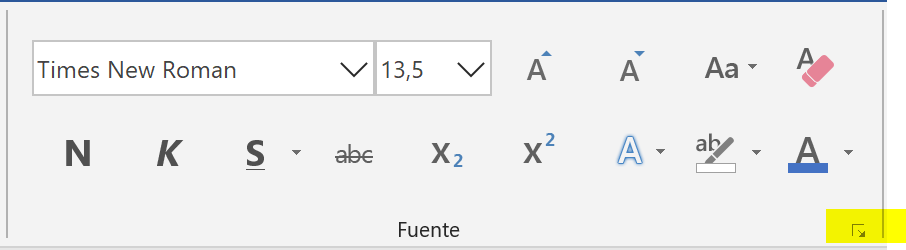 Times New Roman 13,5 A A Aa A
N K S abc X₂ X² A ab A
Fuente